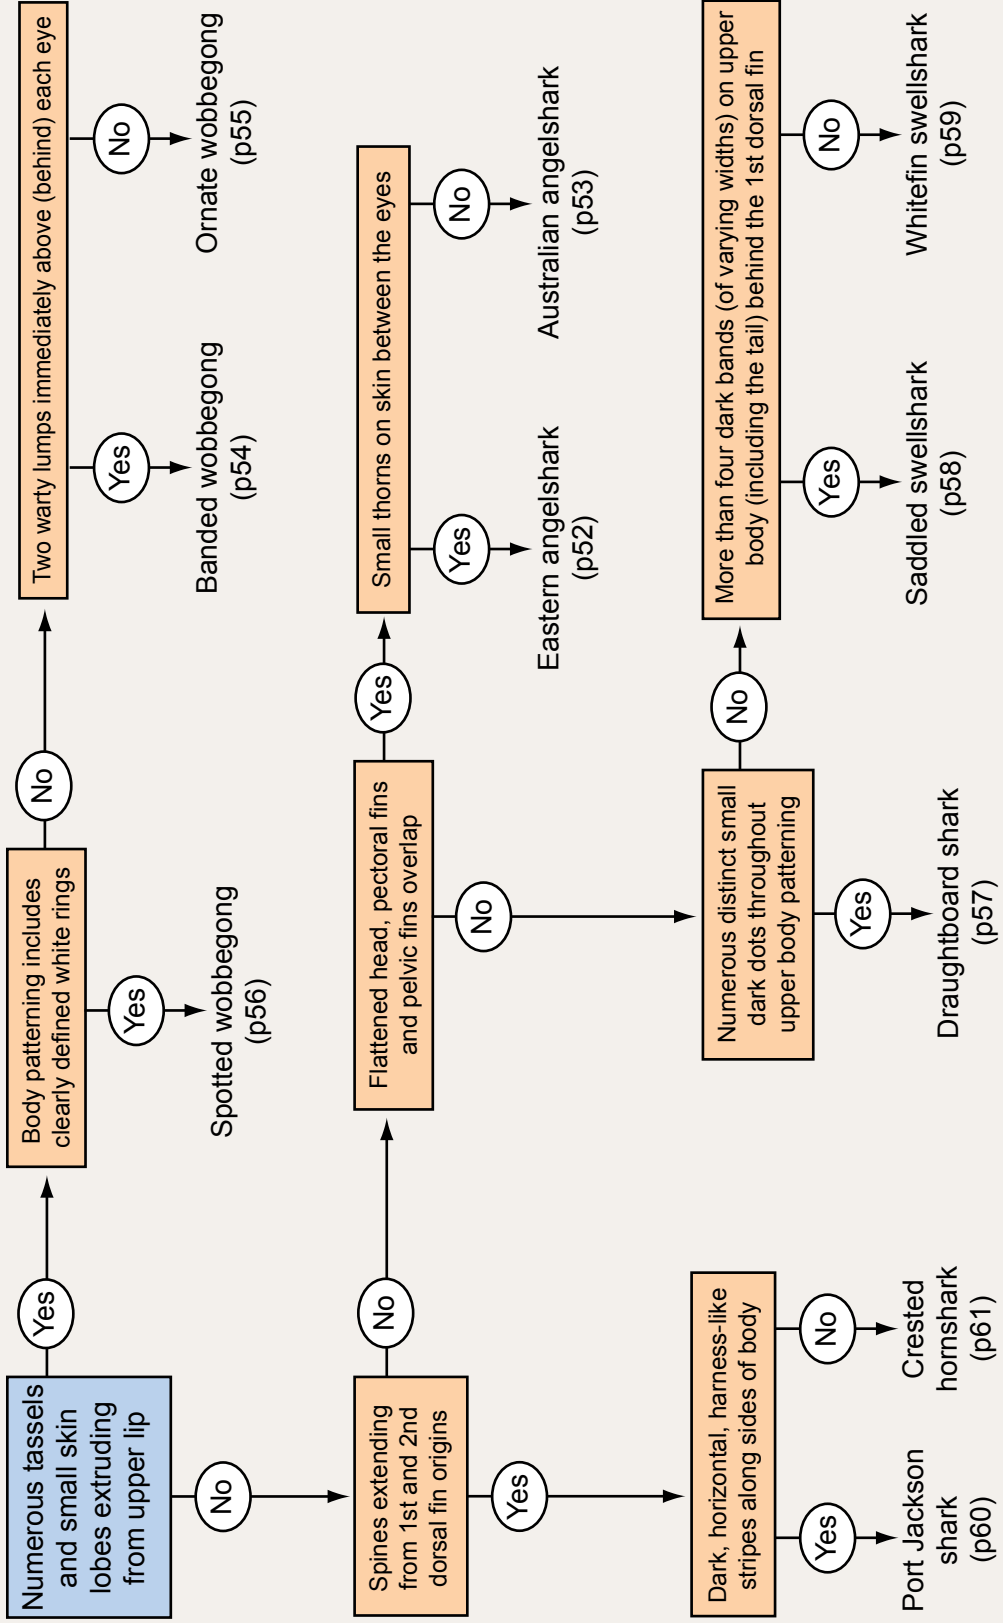 Numerous tassels
and small skin
lobes extruding
from upper lip
Yes
Body patterning includes
clearly defined white rings
No
Two warty lumps immediately above (behind) each eye
Yes
Spotted wobbegong
(p56)
Yes
Banded wobbegong
(p54)
No
Ornate wobbegong
(p55)
No
Spines extending
from 1st and 2nd
dorsal fin origins
No
Flattened head, pectoral fins
and pelvic fins overlap
Yes
Small thorns on skin between the eyes
Yes
Eastern angelshark
(p52)
No
Australian angelshark
(p53)
Yes
Dark, horizontal, harness-like
stripes along sides of body
Yes
Port Jackson
shark
(p60)
No
Crested
hornshark
(p61)
No
Numerous distinct small
dark dots throughout
upper body patterning
Yes
Draughtboard shark
(p57)
No
More than four dark bands (of varying widths) on upper
body (including the tail) behind the 1st dorsal fin
Yes
Saddled swellshark
(p58)
No
Whitefin swellshark
(p59)